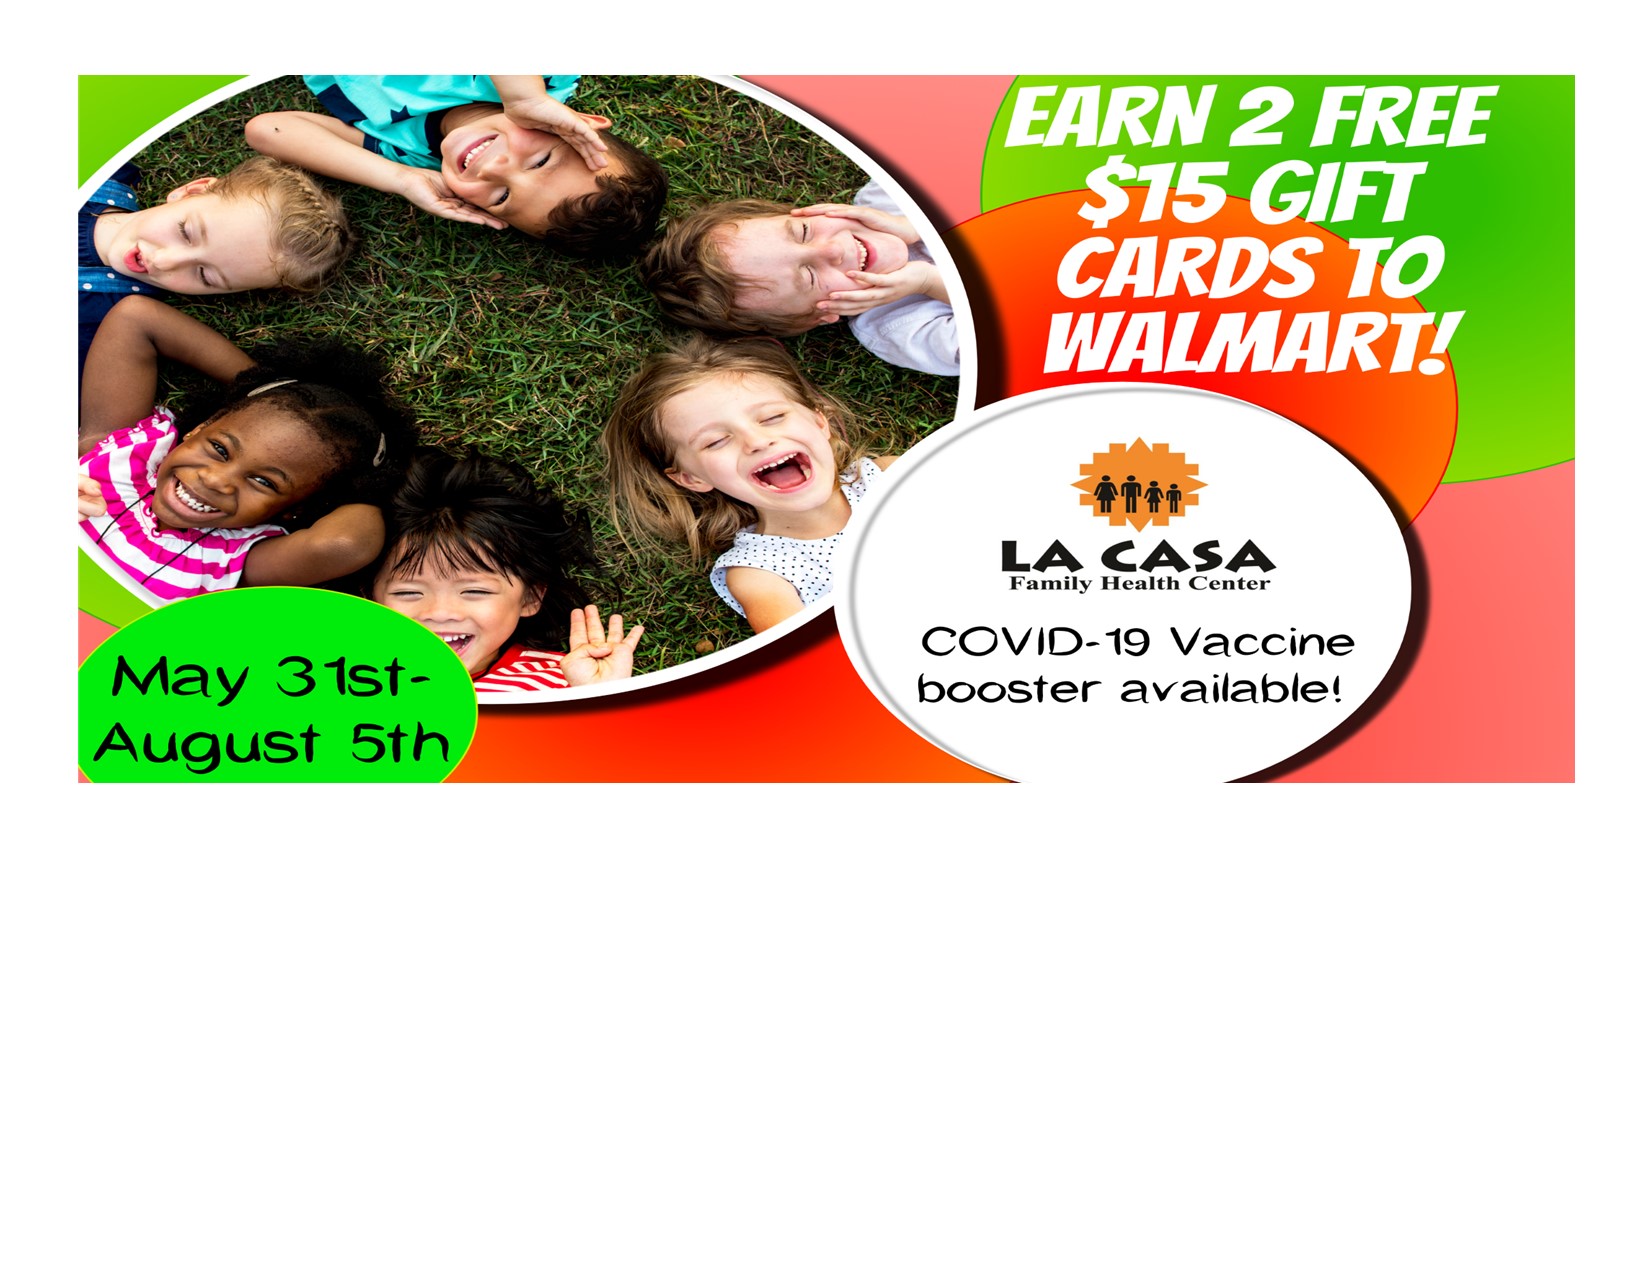 EARN 2 FREE
$15 GIFT
CARDS TO
WALMART!
LA CASA
Family Health Center
COVID-19 Vaccine
booster available!
May 31st-
August 5th